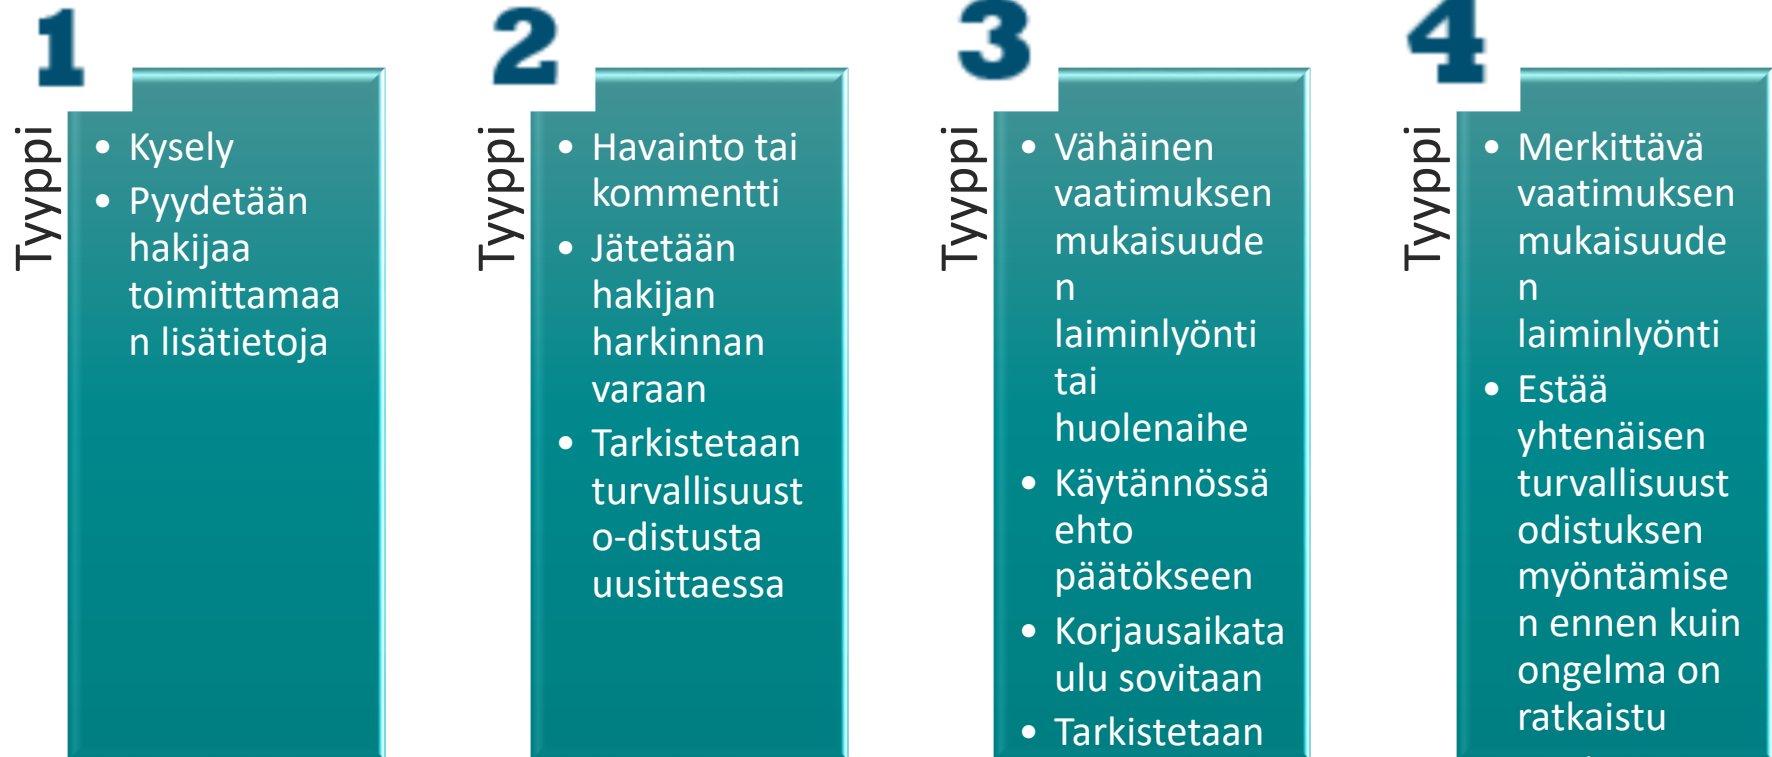 1
Tyyppi
• Kysely
• Pyydetään
hakijaa
toimittamaa
n lisätietoja
2
Tyyppi
• Havainto tai
kommentti
• Jätetään
hakijan
harkinnan
varaan
• Tarkistetaan
turvallisuust
o-distusta
uusittaessa
3
Tyyppi
• Vähäinen
vaatimuksen
mukaisuude
n
laiminlyönti
tai
huolenaihe
• Käytännössä
ehto
päätökseen
• Korjausaikata
ulu sovitaan
• Tarkistetaan
4
Tyyppi
• Merkittävä
vaatimuksen
mukaisuude
n
laiminlyönti
• Estää
yhtenäisen
turvallisuust
odistuksen
myöntämise
n ennen kuin
ongelma on
ratkaistu